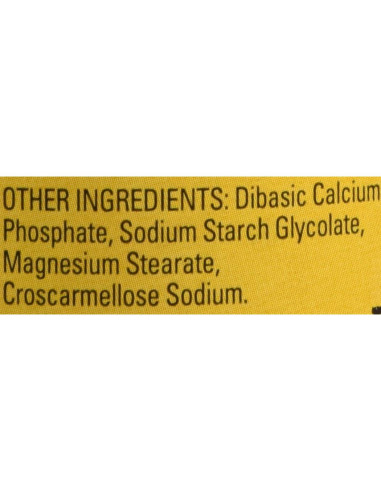 OTHER INGREDIENTS: Dibasic Calcium
Phosphate, Sodium Starch Glycolate,
Magnesium Stearate,
Croscarmellose Sodium.